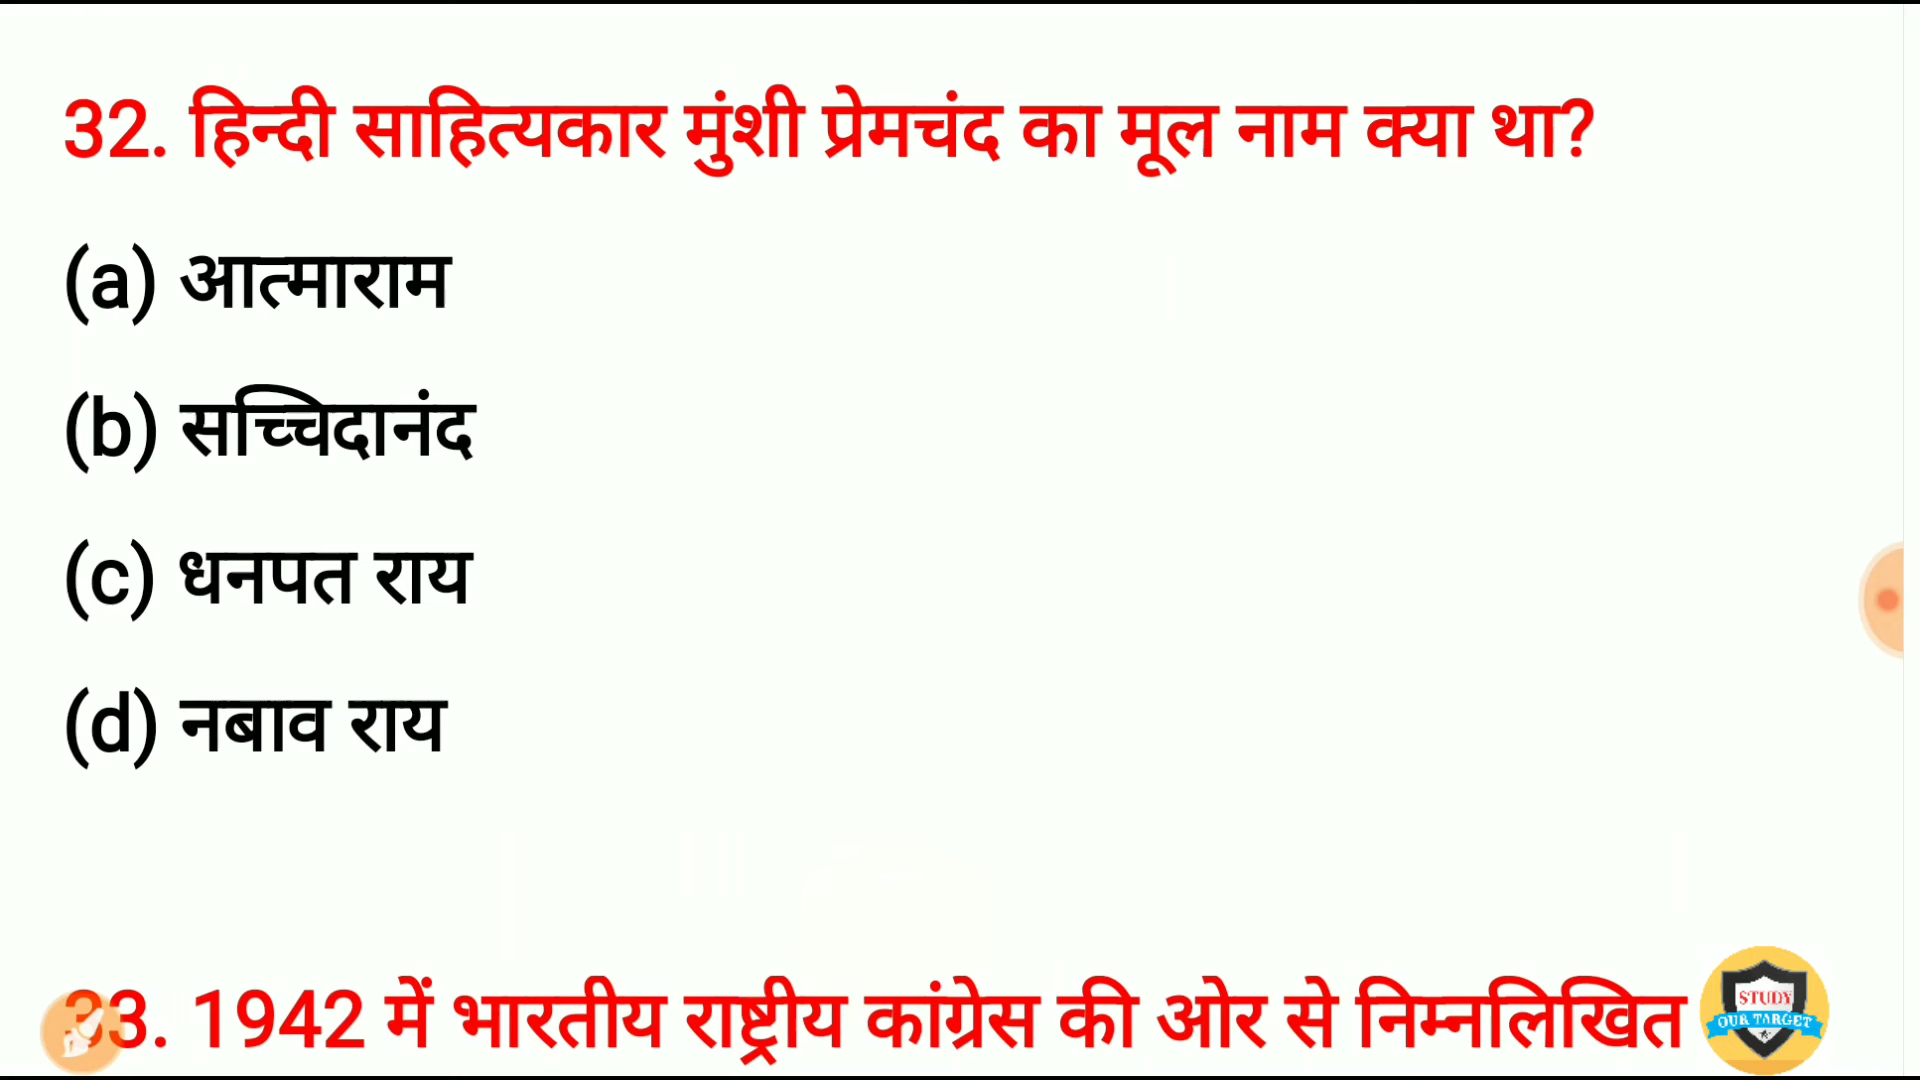 32. हिन्दी साहित्यकार मुंशी प्रेमचंद का मूल नाम क्या था?
(a) आत्माराम
(b) सच्चिदानंद
(c) धनपत राय
(d) नबाव राय
33. 1942 में भारतीय राष्ट्रीय कांग्रेस की ओर से निम्नलिखित
STUDY
OUR TARGET